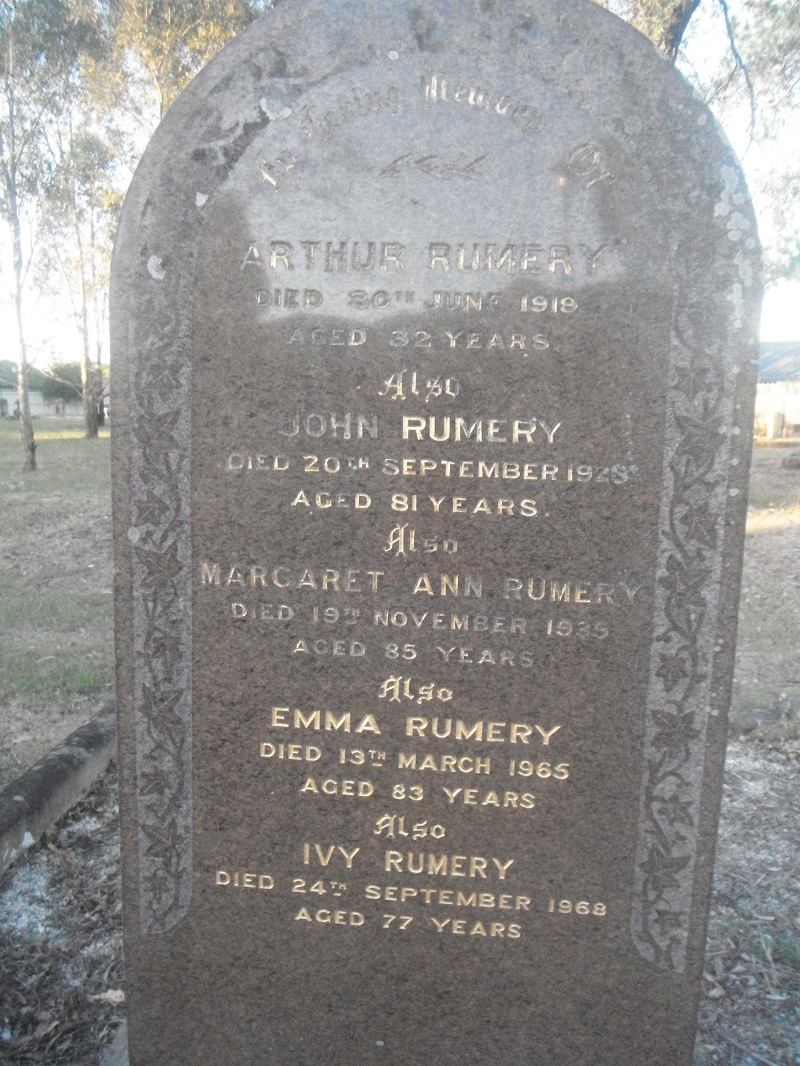 In Loving Memory Of
ARTHUR RUMERY
DIED 30TH JUNE 1919
AGED 32 YEARS.
Also
JOHN RUMERY
DIED 20TH SEPTEMBER
AGED 81 YEARS.
Also
MARGARET ANN RUMERY
DIED 19TH NOVEMBER 1935
AGED 85 YEARS
Also
EMMA RUMERY
DIED 13TH MARCH 1965
AGED 83 YEARS
Also
IVY RUMERY
DIED 24TH SEPTEMBER 1968
AGED 77 YEARS